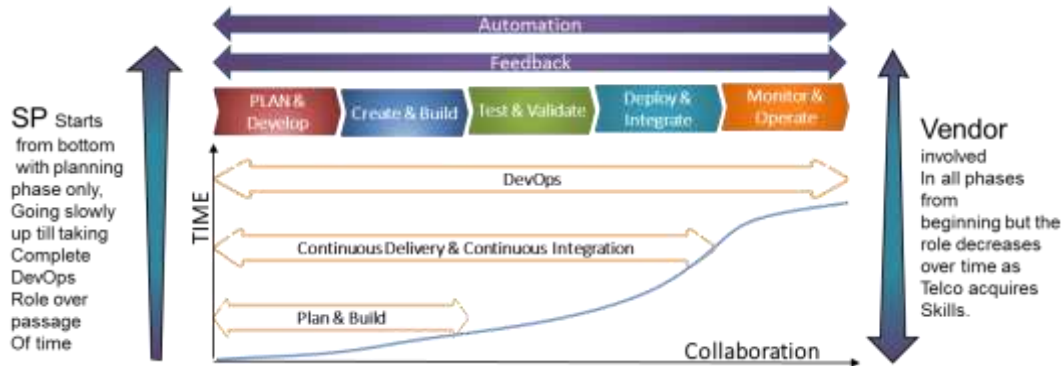 Automation
Feedback
PLAN &
Develop
Create & Build
Test & Validate
Deploy &
Integrate
Monitor &
Operate
SP Starts
from bottom
with planning
phase only,
Going slowly
up till taking
Complete
DevOps
Role over
passage
Of time
TIME
DevOps
Continuous Delivery & Continuous Integration
Plan & Build
Collaboration
Vendor
involved
In all phases
from
beginning but the
role decreases
over time as
Telco acquires
Skills.